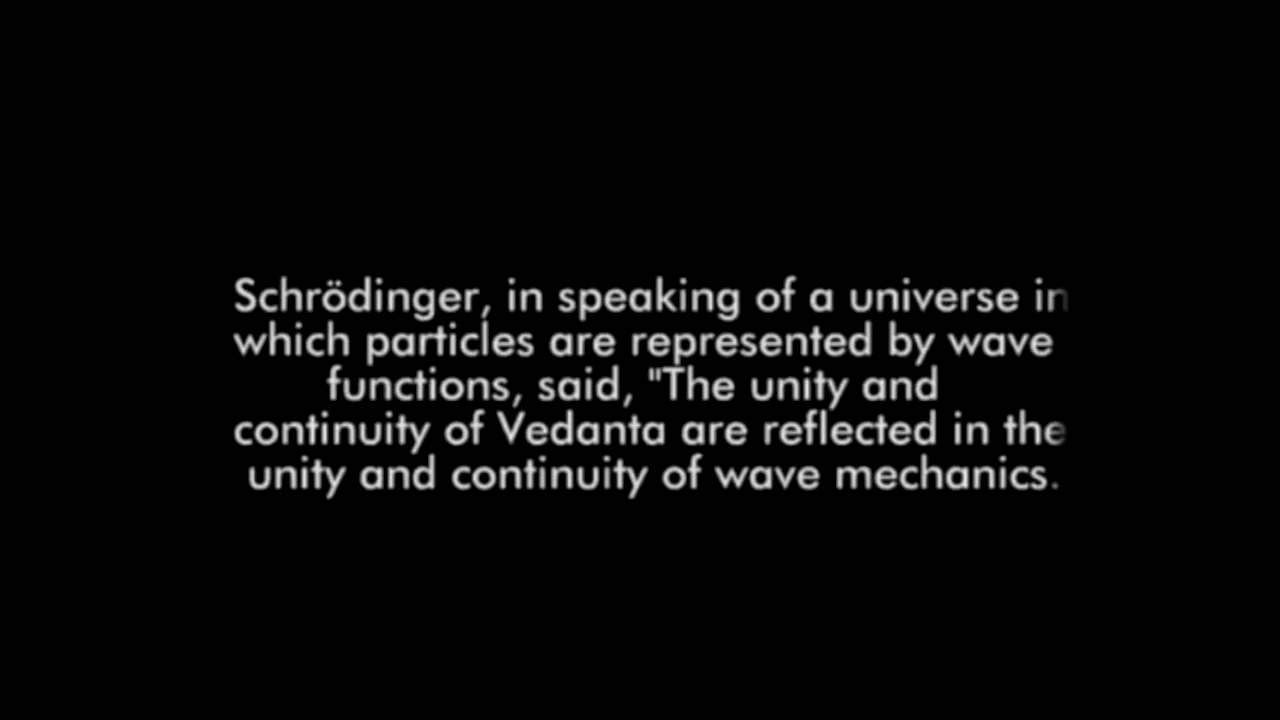 Schrödinger, in speaking of a universe in
which particles are represented by wave
functions, said, "The unity and
continuity of Vedanta are reflected in the
unity and continuity of wave mechanics.